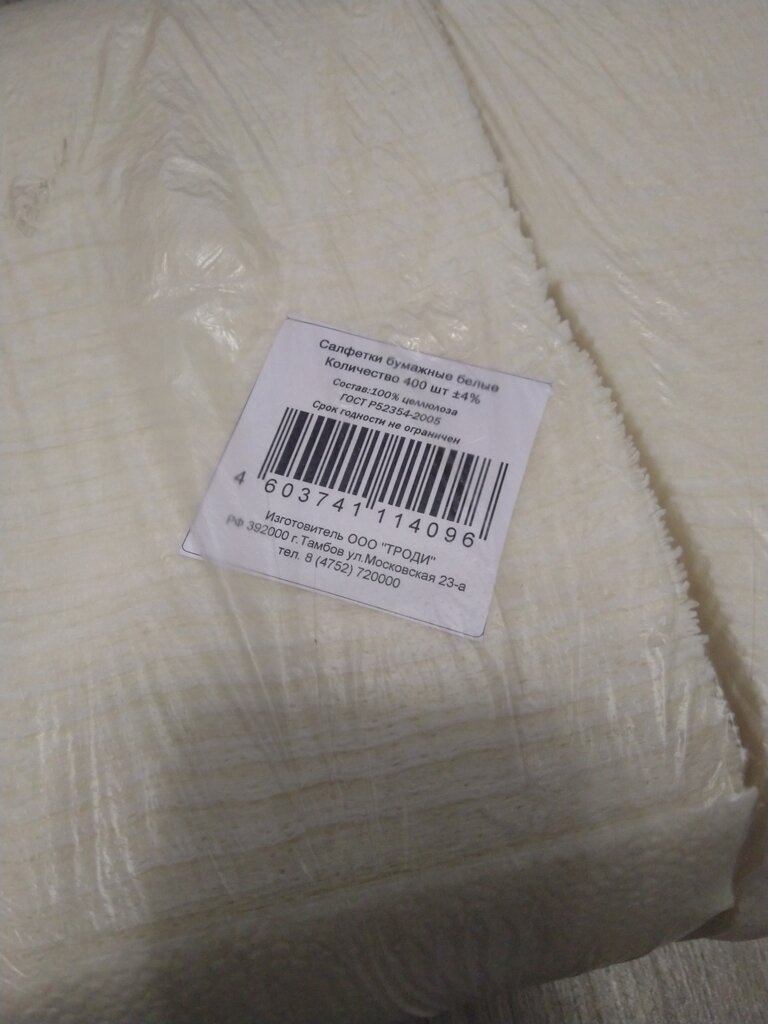 Салфетки бумажные белые
Количество 400 шт ±4%
Состав:100% целлюлоза
ГОСТ Р52354-2005
Срок годности не ограничен
4 603741 114096
Изготовитель ООО "ТРОДИ"
РФ 392000 г.Тамбов ул.Московская 23-а
тел. 8 (4752) 720000